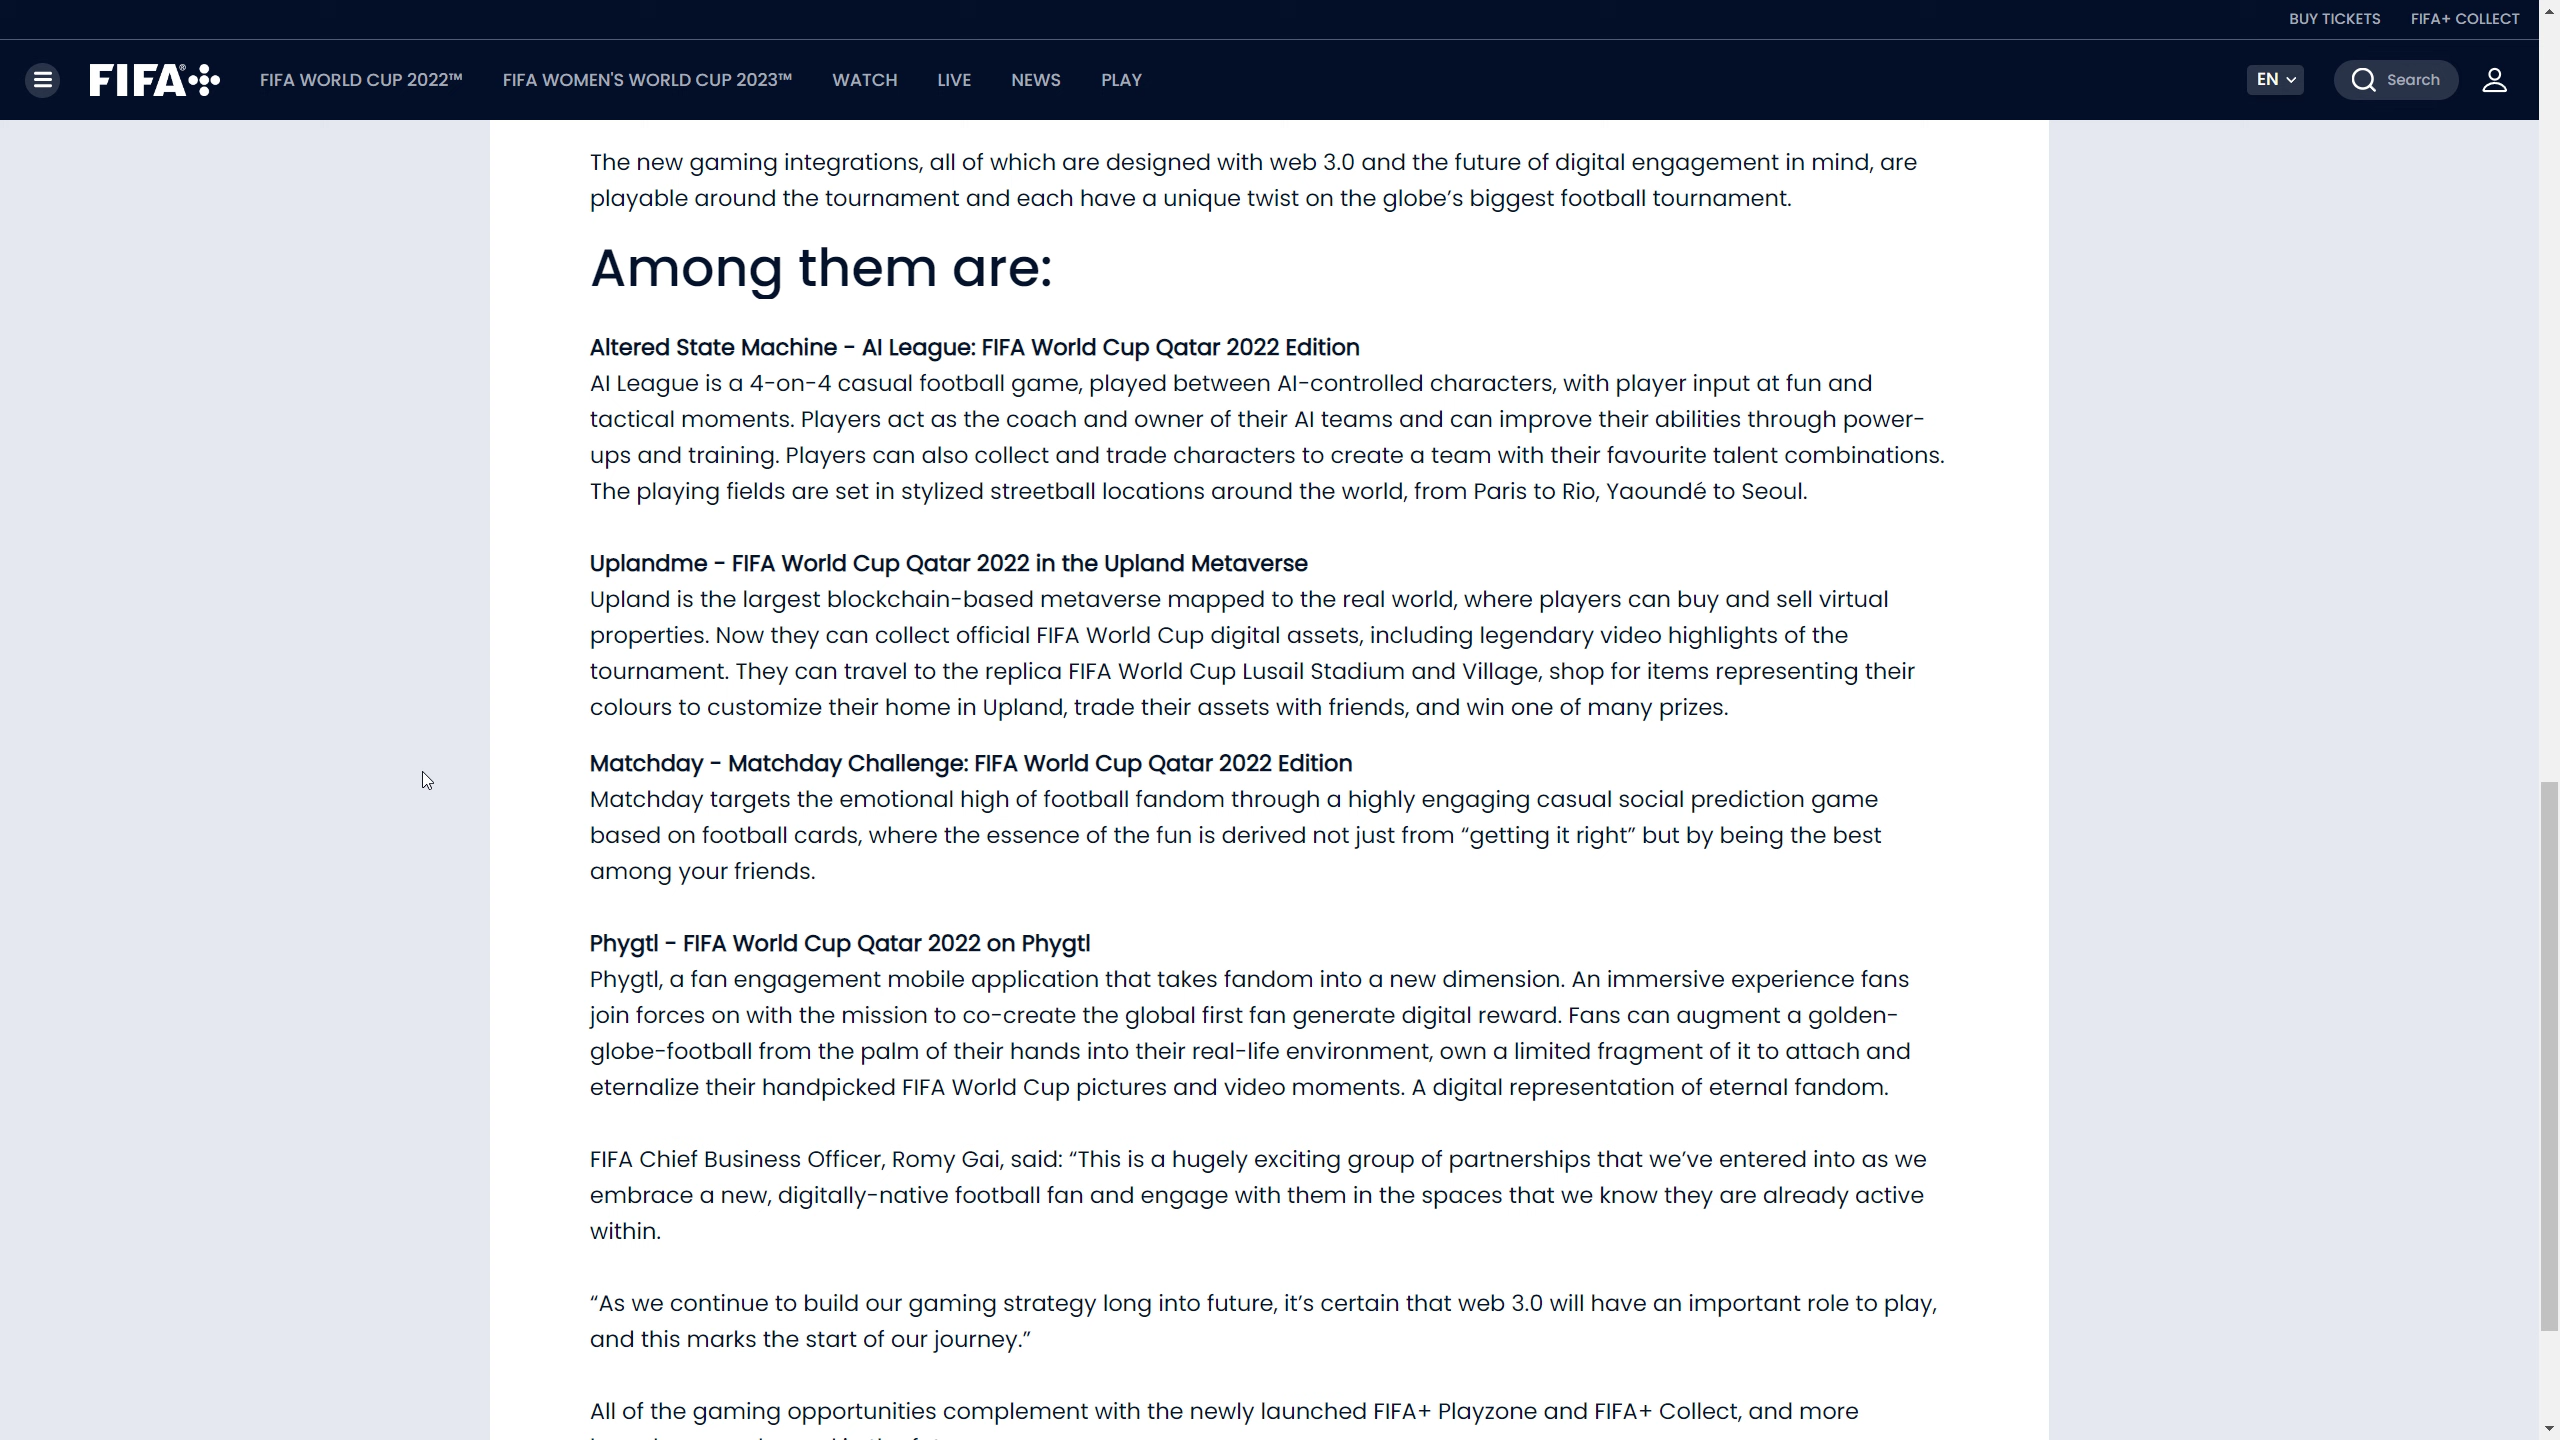 BUY TICKETS FIFA+ COLLECT
FIFA+ FIFA WORLD CUP 2022™ FIFA WOMEN'S WORLD CUP 2023™ WATCH LIVE NEWS PLAY EN Search
The new gaming integrations, all of which are designed with web 3.0 and the future of digital engagement in mind, are
playable around the tournament and each have a unique twist on the globe’s biggest football tournament.
Among them are:
Altered State Machine - AI League: FIFA World Cup Qatar 2022 Edition
AI League is a 4-on-4 casual football game, played between AI-controlled characters, with player input at fun and
tactical moments. Players act as the coach and owner of their AI teams and can improve their abilities through power-
ups and training. Players can also collect and trade characters to create a team with their favourite talent combinations.
The playing fields are set in stylized streetball locations around the world, from Paris to Rio, Yaoundé to Seoul.
Uplandme - FIFA World Cup Qatar 2022 in the Upland Metaverse
Upland is the largest blockchain-based metaverse mapped to the real world, where players can buy and sell virtual
properties. Now they can collect official FIFA World Cup digital assets, including legendary video highlights of the
tournament. They can travel to the replica FIFA World Cup Lusail Stadium and Village, shop for items representing their
colours to customize their home in Upland, trade their assets with friends, and win one of many prizes.
Matchday - Matchday Challenge: FIFA World Cup Qatar 2022 Edition
Matchday targets the emotional high of football fandom through a highly engaging casual social prediction game
based on football cards, where the essence of the fun is derived not just from “getting it right” but by being the best
among your friends.
Phygtl - FIFA World Cup Qatar 2022 on Phygtl
Phygtl, a fan engagement mobile application that takes fandom into a new dimension. An immersive experience fans
join forces on with the mission to co-create the global first fan generate digital reward. Fans can augment a golden-
globe-football from the palm of their hands into their real-life environment, own a limited fragment of it to attach and
eternalize their handpicked FIFA World Cup pictures and video moments. A digital representation of eternal fandom.
FIFA Chief Business Officer, Romy Gai, said: “This is a hugely exciting group of partnerships that we’ve entered into as we
embrace a new, digitally-native football fan and engage with them in the spaces that we know they are already active
within.
“As we continue to build our gaming strategy long into future, it’s certain that web 3.0 will have an important role to play,
and this marks the start of our journey.”
All of the gaming opportunities complement with the newly launched FIFA+ Playzone and FIFA+ Collect, and more